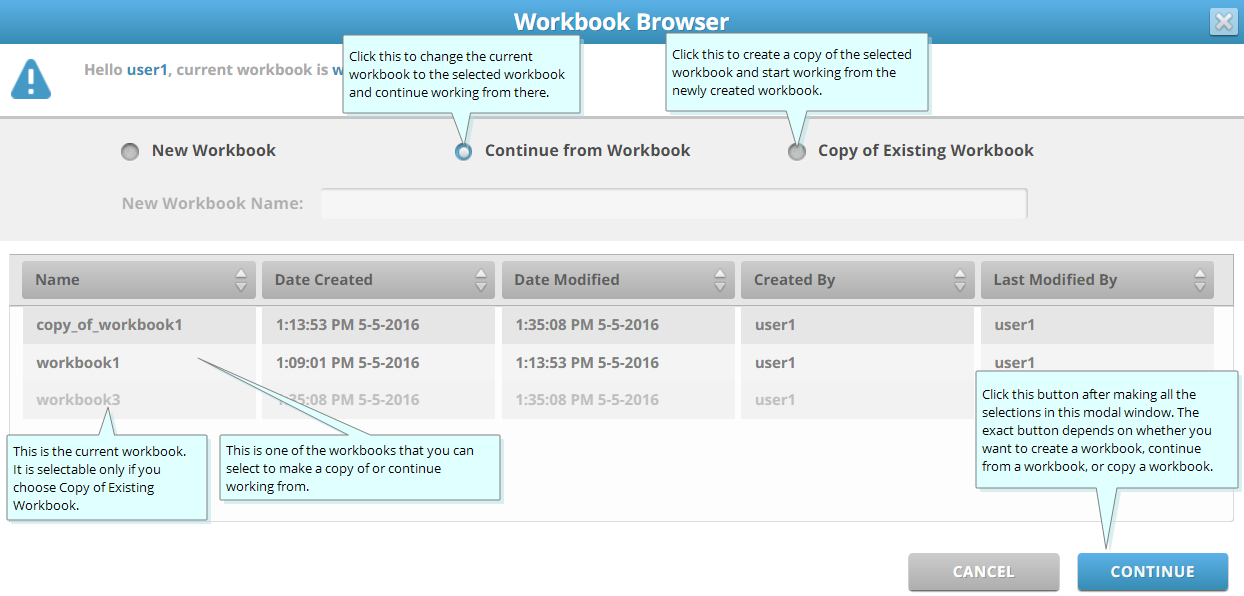 Workbook Browser
Hello user1, current workbook is
Click this to change the current
workbook to the selected workbook
and continue working from there.
Click this to create a copy of the selected
workbook and start working from the
newly created workbook.
New Workbook
Continue from Workbook
Copy of Existing Workbook
New Workbook Name:
Name
Date Created
Date Modified
Created By
Last Modified By
copy_of_workbook1
1:13:53 PM 5-5-2016
1:35:08 PM 5-5-2016
user1
user1
workbook1
1:09:01 PM 5-5-2016
1:13:53 PM 5-5-2016
user1
user1
workbook3
:35:08 PM 5-5-2016
1:35:08 PM 5-5-2016
user1
This is the current workbook.
It is selectable only if you
choose Copy of Existing
Workbook.
This is one of the workbooks that you can
select to make a copy of or continue
working from.
Click this button after making all the
selections in this modal window. The
exact button depends on whether you
want to create a workbook, continue
from a workbook, or copy a workbook.
CANCEL
CONTINUE